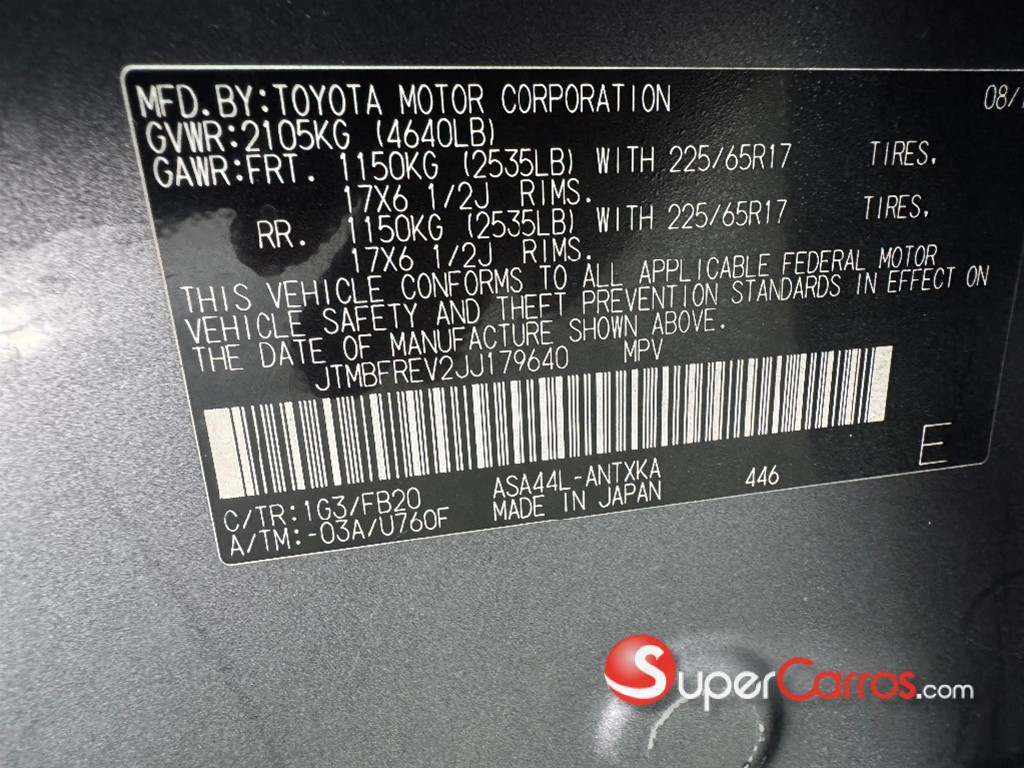 MFD. BY: TOYOTA MOTOR CORPORATION 08/
GVWR: 2105KG (4640LB)
GAWR: FRT. 1150KG (2535LB) WITH 225/65R17 TIRES.
17X6 1/2J RIMS.
RR. 1150KG (2535LB) WITH 225/65R17 TIRES.
17X6 1/2J RIMS.
THIS VEHICLE CONFORMS TO ALL APPLICABLE FEDERAL MOTOR
VEHICLE SAFETY AND THEFT PREVENTION STANDARDS IN EFFECT ON
THE DATE OF MANUFACTURE SHOWN ABOVE.
JTMBFREV2JJ179640 MPV
E
C/TR: 1G3/FB20 ASA44L-ANTXKA 446
A/TM: -03A/U760F MADE IN JAPAN
SuperCarros.com